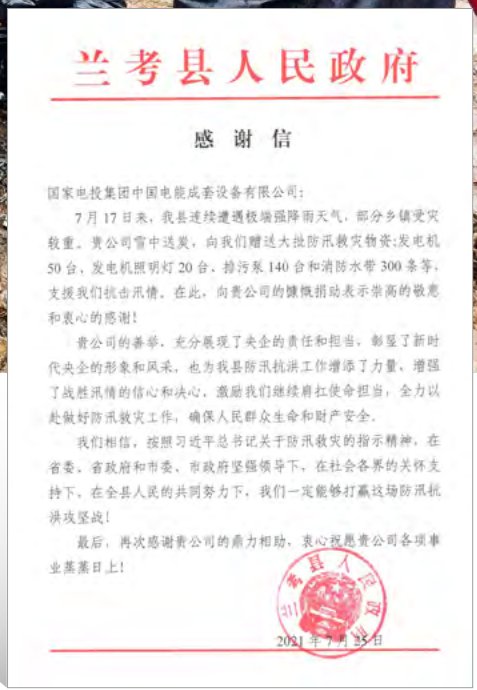 兰考县人民政府
感谢信
国家电投集团中国电能成套设备有限公司：
7月17日来，我县连续遭遇极端强降雨天气，部分乡镇受灾
较重。贵公司雪中送炭，向我们赠送大批防汛救灾物资:发电机
50台，发电机照明灯20台、排污泵140台和消防水带300条等，
支援我们抗击汛情。在此，向贵公司的慷慨捐动表示崇高的敬意
和衷心的感谢！
贵公司的善举，充分展现了央企的责任和担当，彰显了新时
代央企的形象和风采，也为我县防汛抗洪工作增添了力量，增强
了战胜汛情的信心和决心，激励我们继续肩扛使命担当，全力以
赴做好防汛救灾工作，确保人民群众生命和财产安全。
我们相信，按照习近平总书记关于防汛救灾的指示精神，在
省委、省政府和市委、市政府坚强领导下，在社会各界的关怀支
持下，在全县人民的共同努力下，我们一定能够打赢这场防汛抗
洪攻坚战！
最后，再次感谢贵公司的鼎力相助，衷心祝愿贵公司各项事
业蒸蒸日上！
兰考县人民政府
2021年7月25日